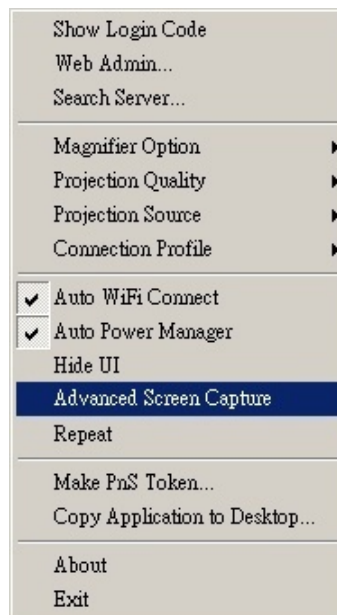 Show Login Code
Web Admin...
Search Server...
Magnifier Option
Projection Quality
Projection Source
Connection Profile
Auto WiFi Connect
Auto Power Manager
Hide UI
Advanced Screen Capture
Repeat
Make PnS Token...
Copy Application to Desktop...
About
Exit